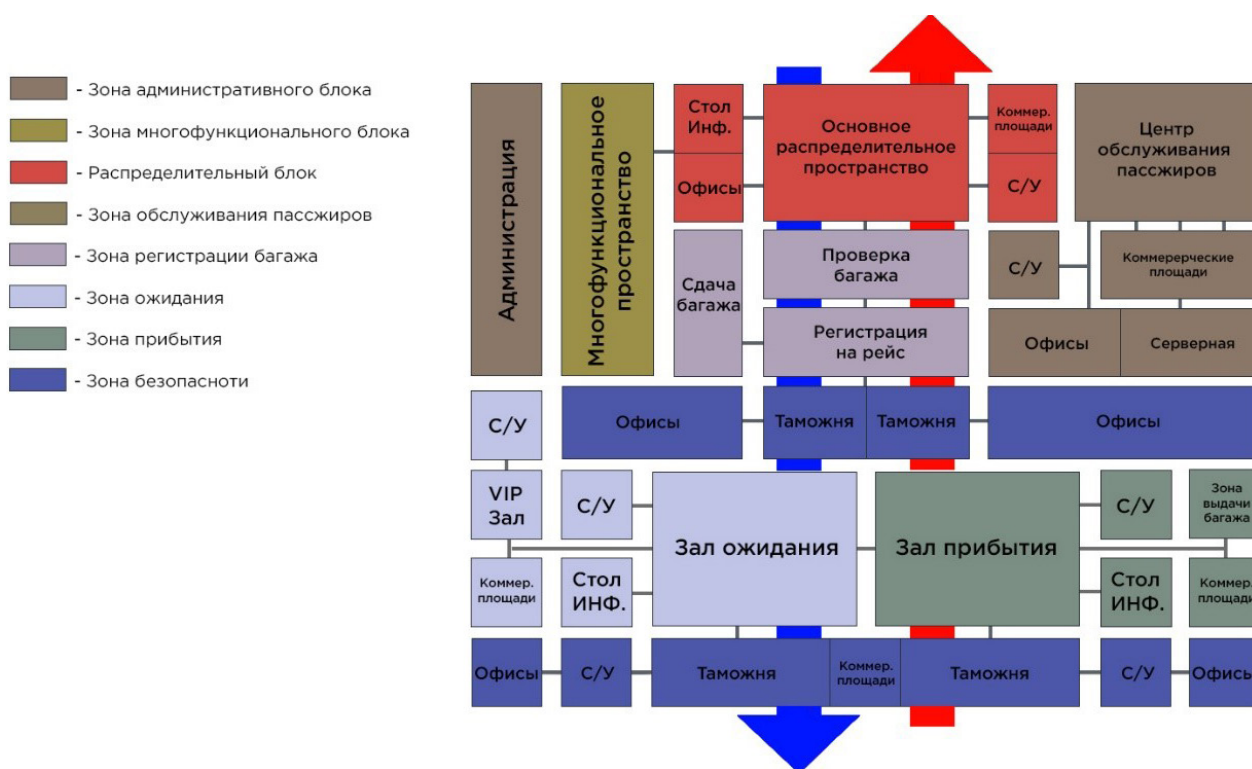 - Зона административного блока
- Зона многофункционального блока
- Распределительный блок
- Зона обслуживания пассжиров
- Зона регистрации багажа
- Зона ожидания
- Зона прибытия
- Зона безопасноти
Администрация
Многофункциональное
пространство
Стол
Инф.
Офисы
Основное
распределительное
пространство
Коммер.
площади
С/У
Центр
обслуживания
пассжиров
Сдача
багажа
Проверка
багажа
Регистрация
на рейс
С/У
Коммерерческие
площади
Офисы
Серверная
С/У
Офисы
Таможня
Таможня
Офисы
VIP
Зал
С/У
Зал ожидания
Зал прибытия
С/У
Зона
выдачи
багажа
Коммер.
площади
Стол
ИНФ.
Стол
ИНФ.
Коммер.
площади
Офисы
С/У
Таможня
Коммер.
площади
Таможня
С/У
Офисы